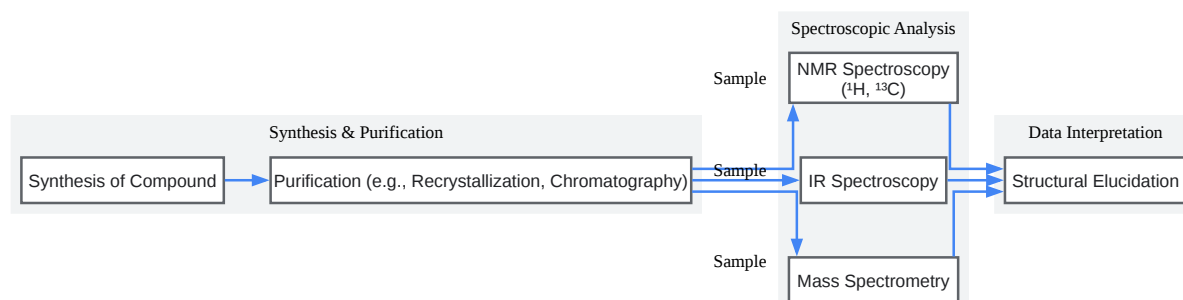 Spectroscopic Analysis
NMR Spectroscopy
(¹H, ¹³C)
Sample
Synthesis & Purification
Data Interpretation
Synthesis of Compound
Purification (e.g., Recrystallization, Chromatography)
Sample
IR Spectroscopy
Structural Elucidation
Sample
Mass Spectrometry